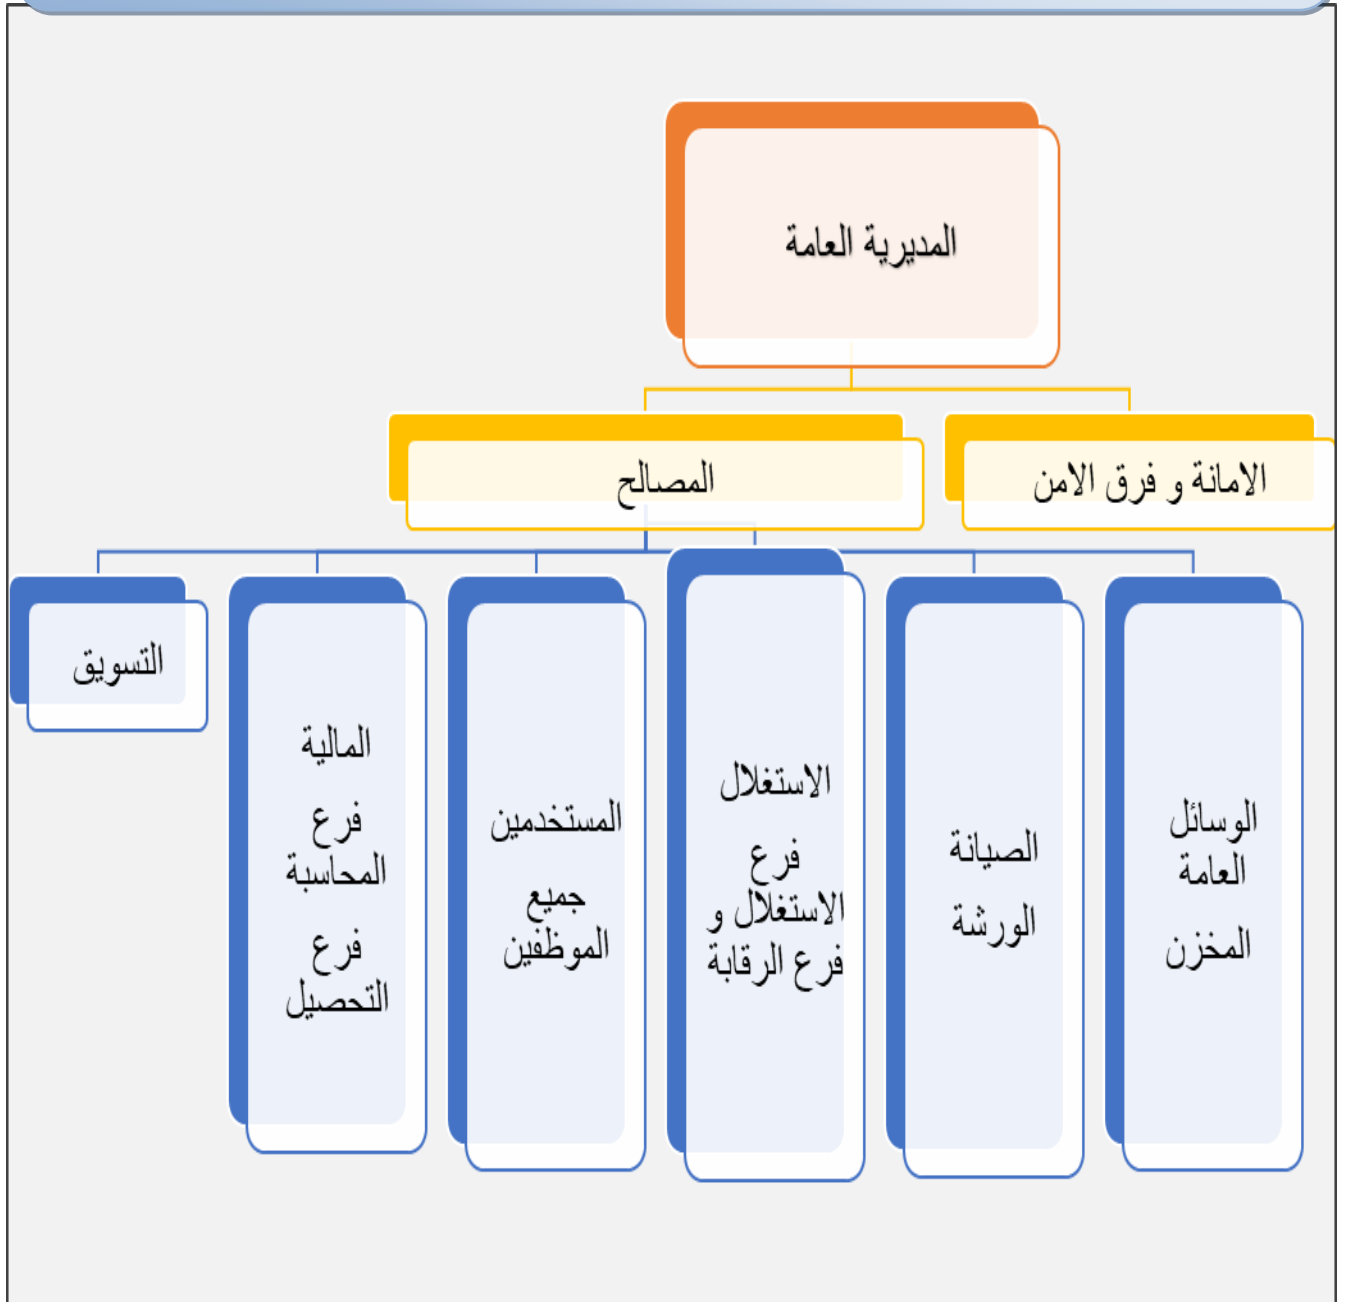 المديرية العامة
الامانة و فرق الامن
المصالح
الوسائل
العامة
المخزن
الصيانة
الورشة
الاستغلال
فرع
الاستغلال و
فرع الرقابة
المستخدمين
جميع
الموظفين
المالية
فرع
المحاسبة
فرع
التحصيل
التسويق